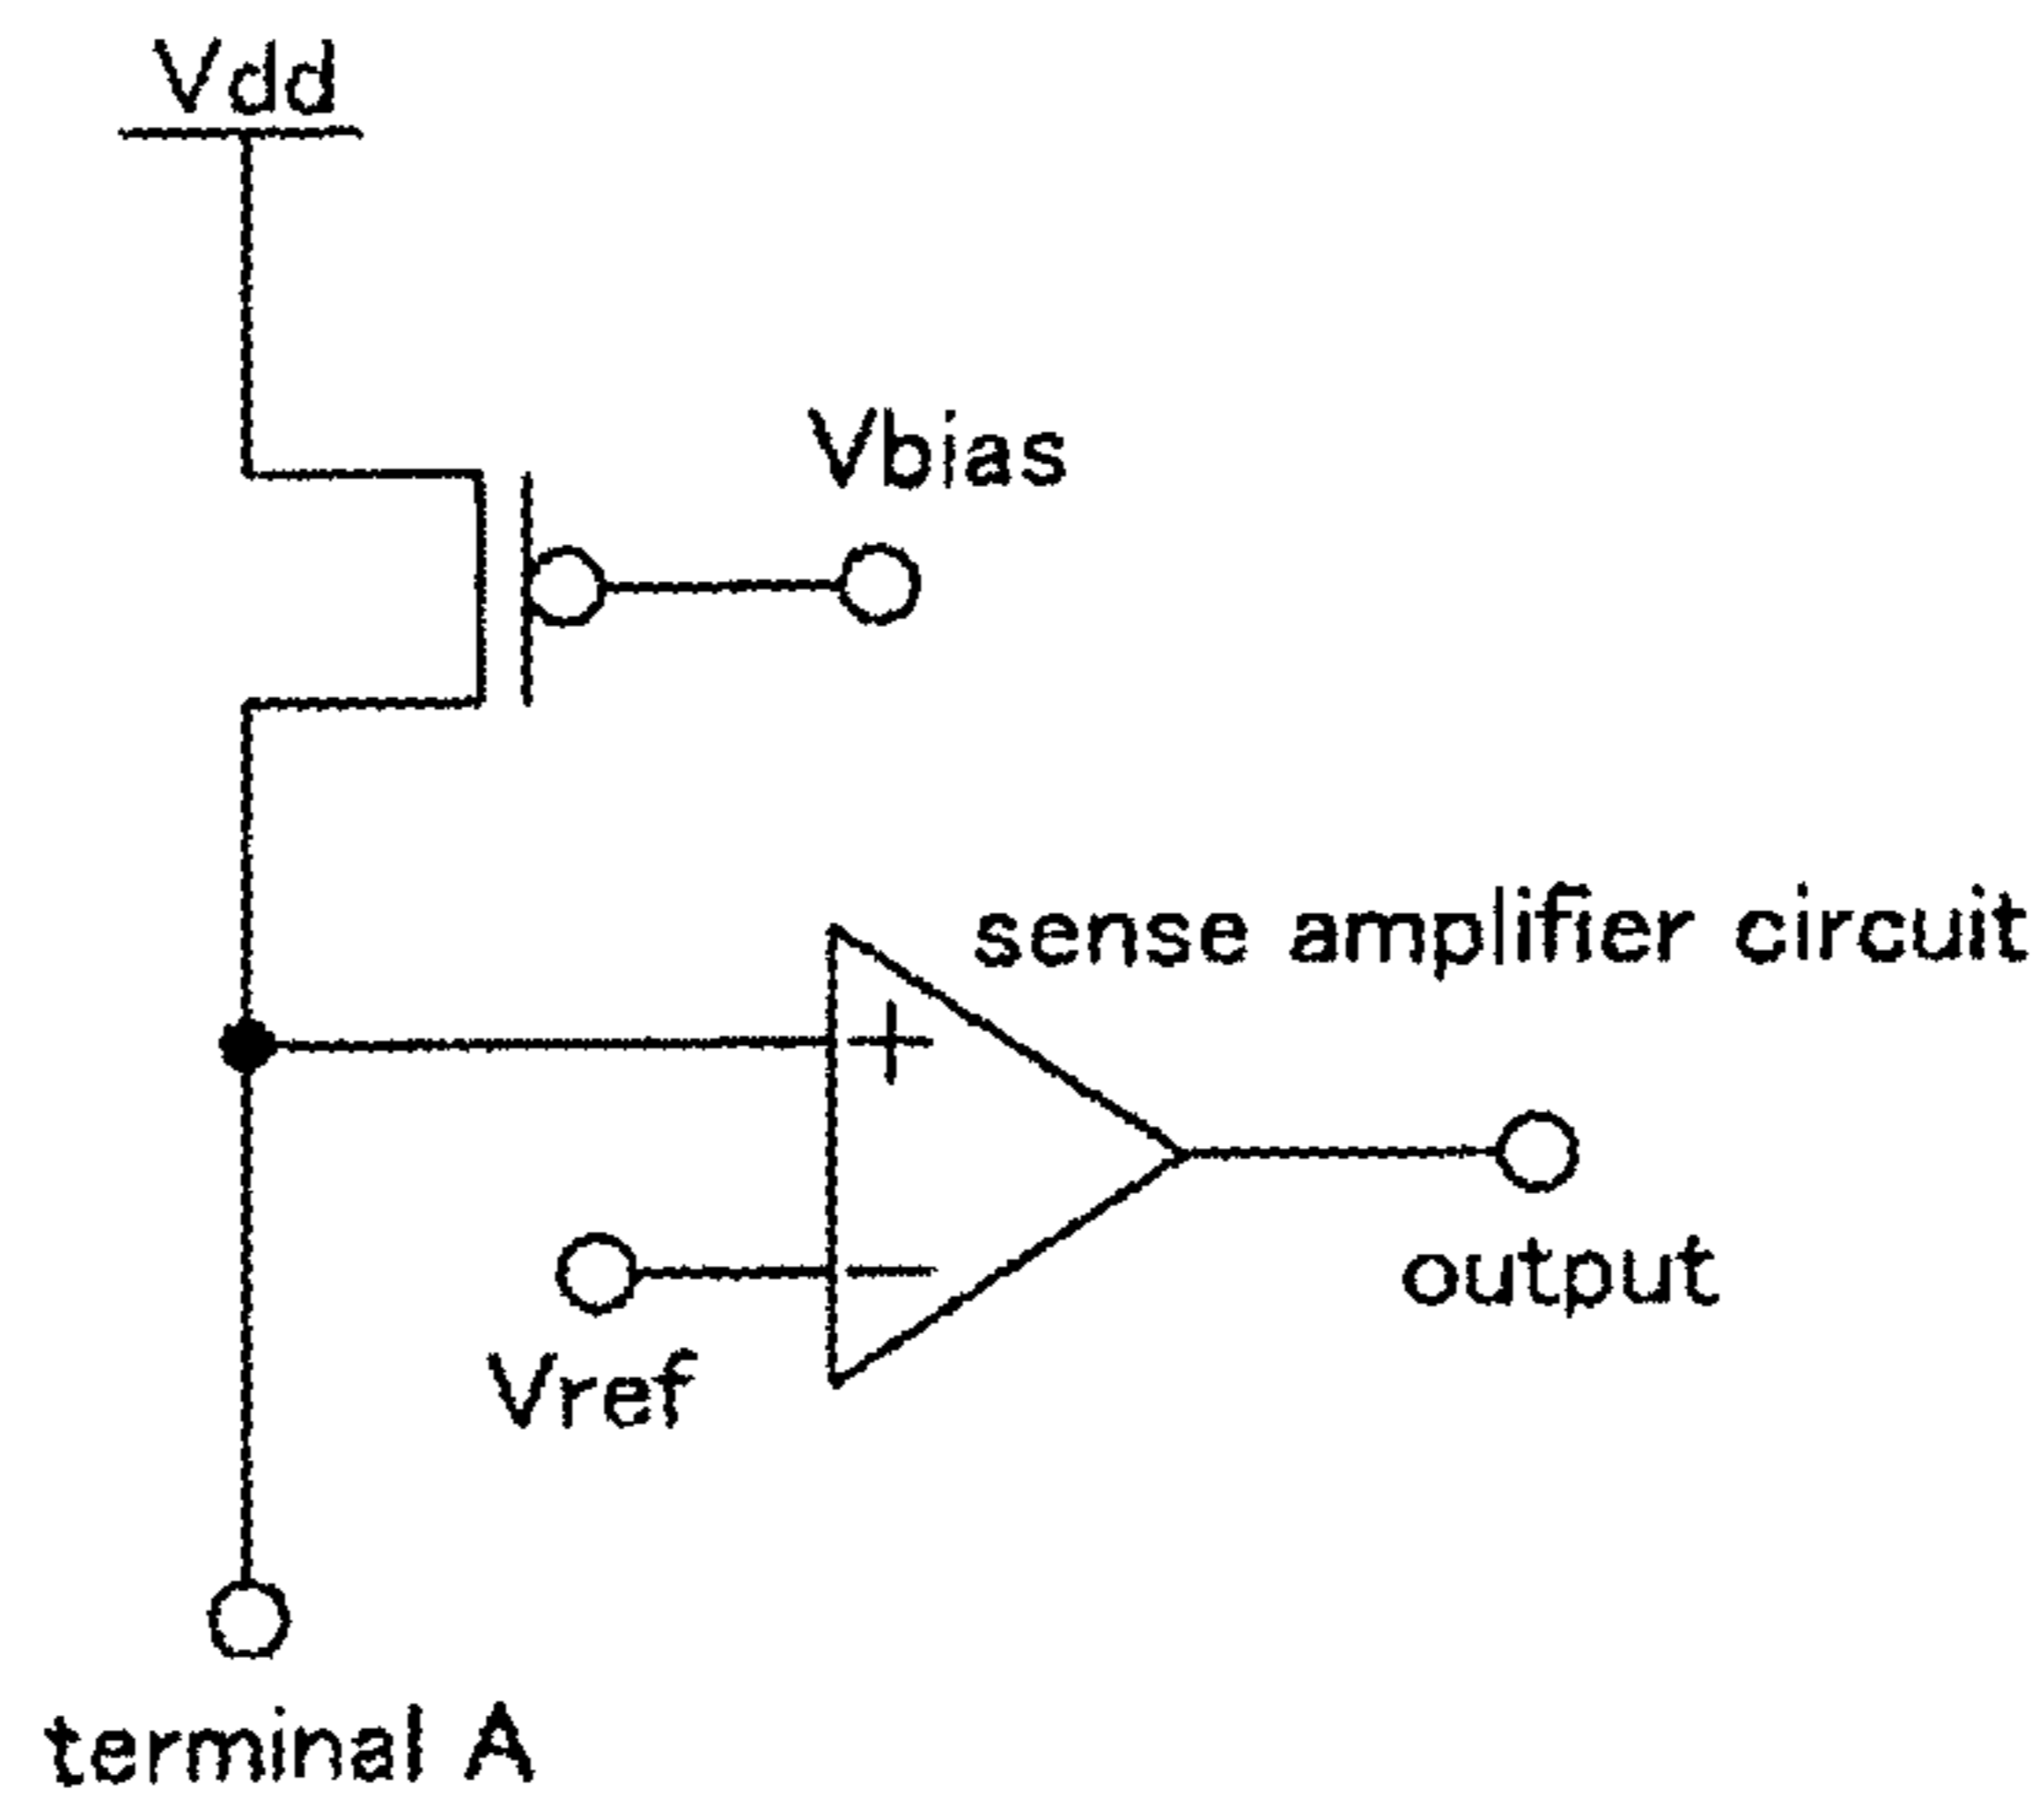 Vdd
Vbias
sense amplifier circuit
+
−
output
Vref
terminal A